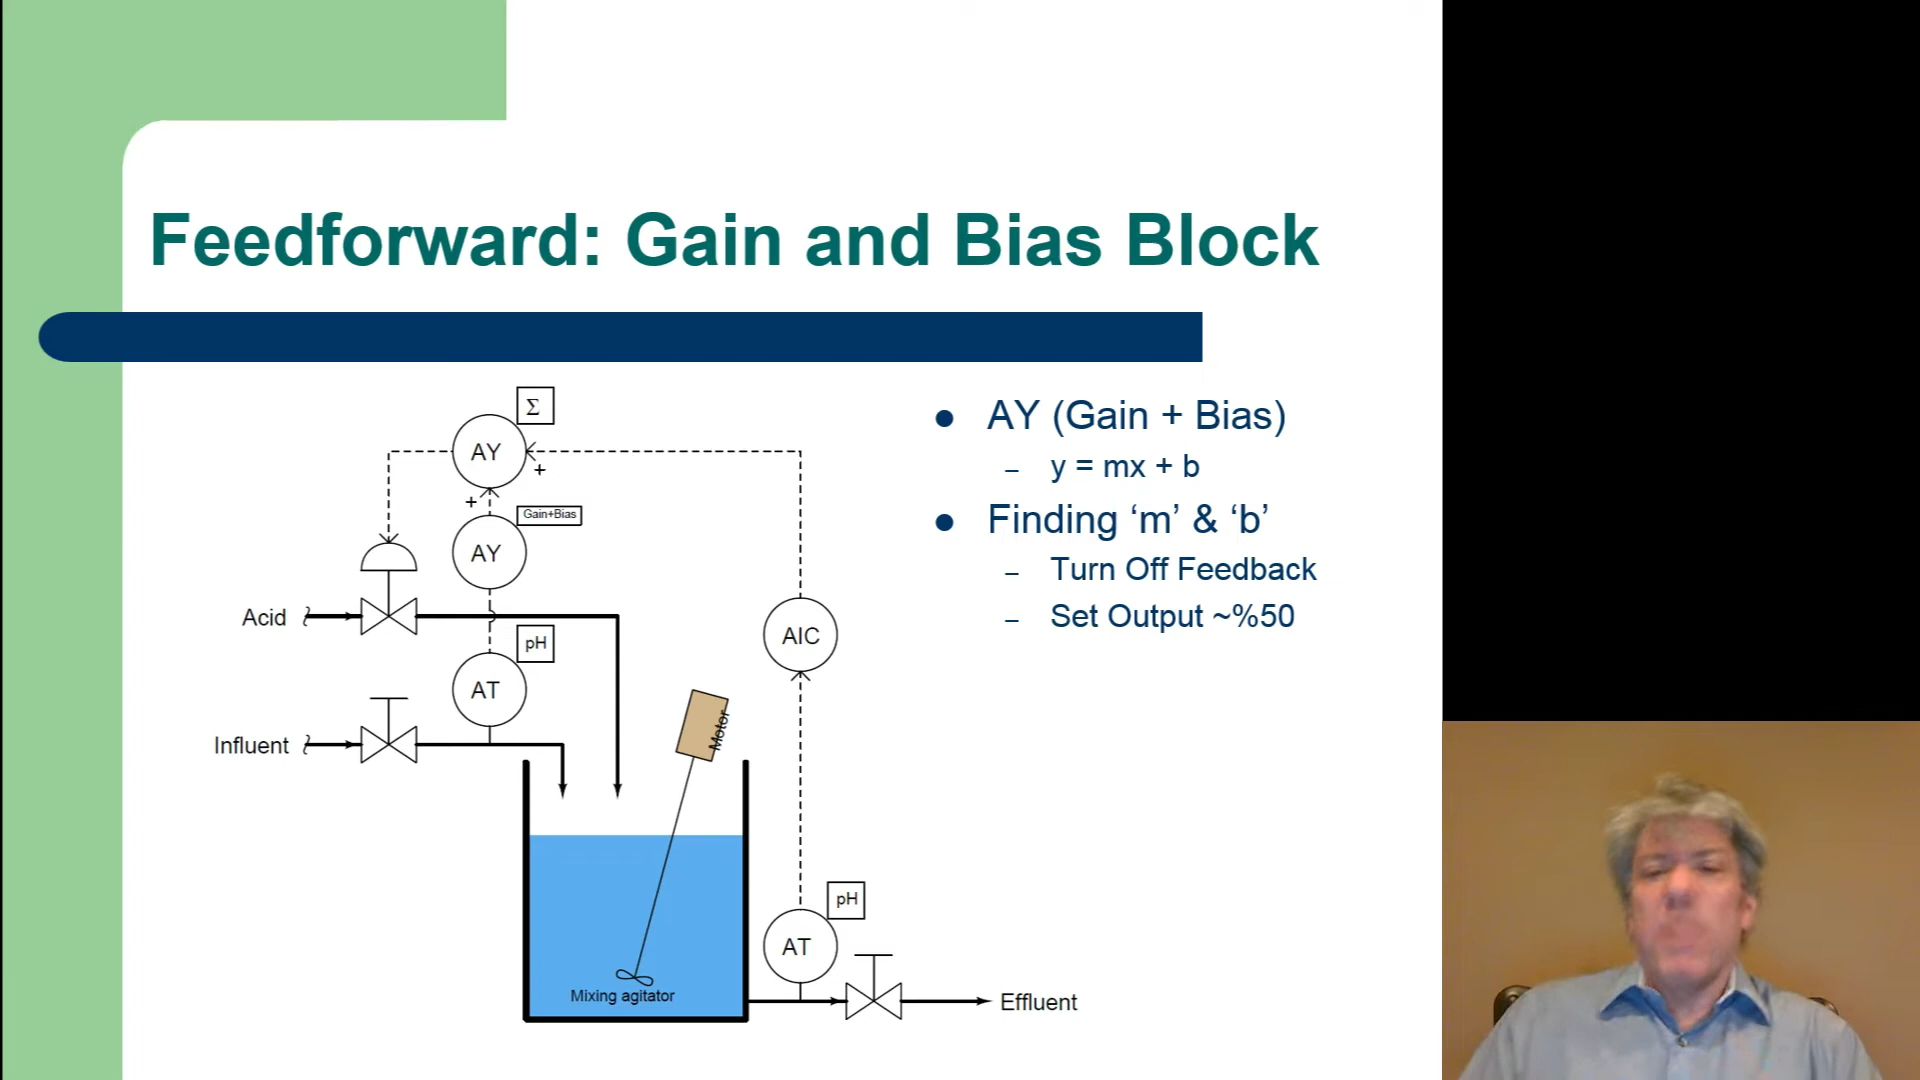 Feedforward: Gain and Bias Block
Σ
AY
+
+
Gain+Bias
AY
Acid
pH
AT
AIC
Influent
Motor
pH
AT
Mixing agitator
Effluent
AY (Gain + Bias)
– y = mx + b
Finding ‘m’ & ‘b’
– Turn Off Feedback
– Set Output ~%50